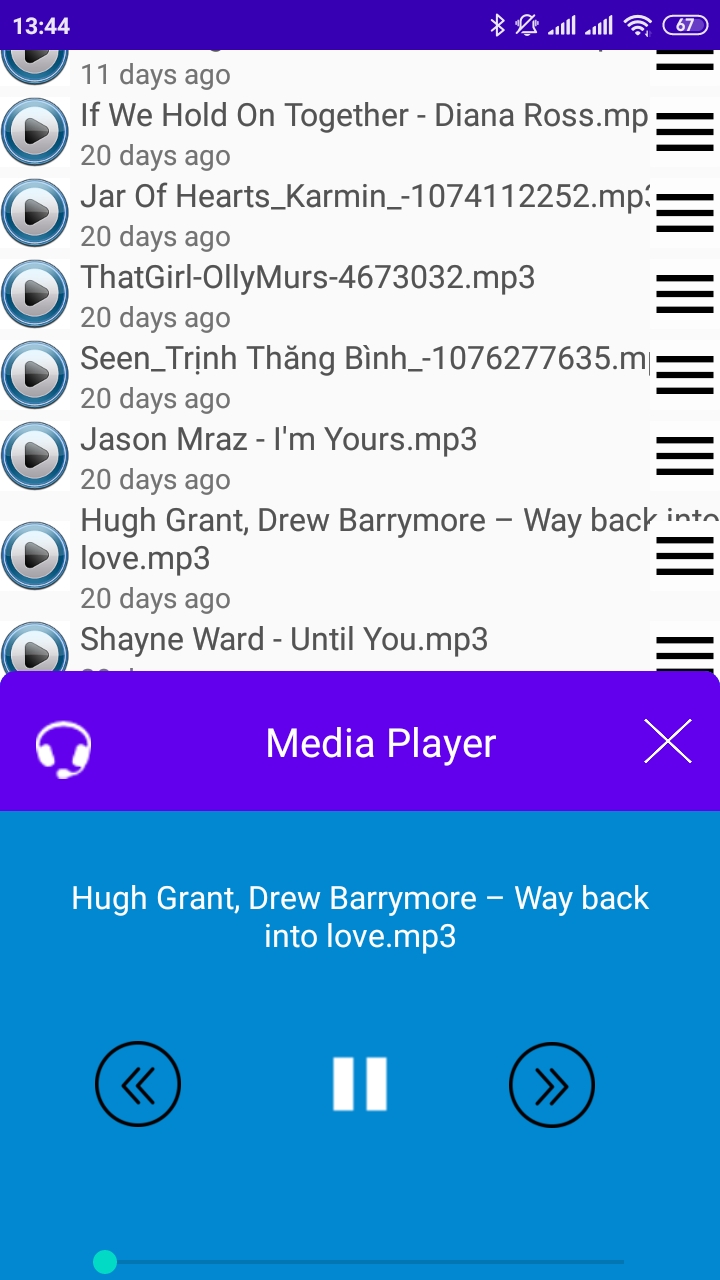 13:44
67
11 days ago
If We Hold On Together - Diana Ross.mp
20 days ago
Jar Of Hearts_Karmin_-1074112252.mp3
20 days ago
ThatGirl-OllyMurs-4673032.mp3
20 days ago
Seen_Trịnh Thăng Bình_-1076277635.mp
20 days ago
Jason Mraz - I'm Yours.mp3
20 days ago
Hugh Grant, Drew Barrymore – Way back into
love.mp3
20 days ago
Shayne Ward - Until You.mp3
Media Player
Hugh Grant, Drew Barrymore – Way back
into love.mp3